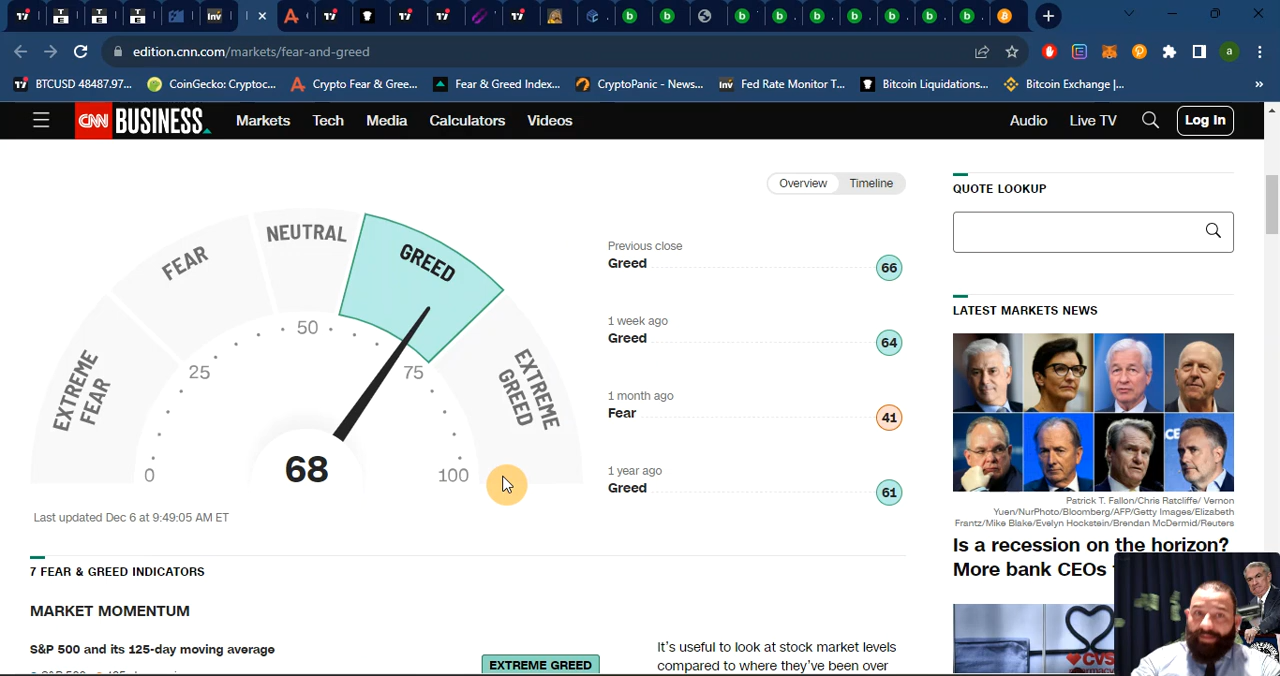 edition.cnn.com/markets/fear-and-greed
a
BTCUSD 48487.97...
CoinGecko: Cryptoc...
Crypto Fear & Gree...
Fear & Greed Index...
CryptoPanic - News...
Inv
Fed Rate Monitor T...
Bitcoin Liquidations...
Bitcoin Exchange |...
»
CNN BUSINESS
Markets
Tech
Media
Calculators
Videos
Audio
Live TV
Log In
Overview
Timeline
EXTREME FEAR
FEAR
NEUTRAL
GREED
EXTREME GREED
0
25
50
75
100
68
Last updated Dec 6 at 9:49:05 AM ET
Previous close
Greed 66
1 week ago
Greed 64
1 month ago
Fear 41
1 year ago
Greed 61
7 FEAR & GREED INDICATORS
MARKET MOMENTUM
S&P 500 and its 125-day moving average
EXTREME GREED
It's useful to look at stock market levels
compared to where they've been over
QUOTE LOOKUP
LATEST MARKETS NEWS
Patrick T. Fallon/Chris Ratcliffe/ Vernon
Yuen/NurPhoto/Bloomberg/AFP/Getty Images/Elizabeth
Frantz/Mike Blake/Evelyn Hockstein/Brendan McDermid/Reuters
Is a recession on the horizon?
More bank CEOs
CVS